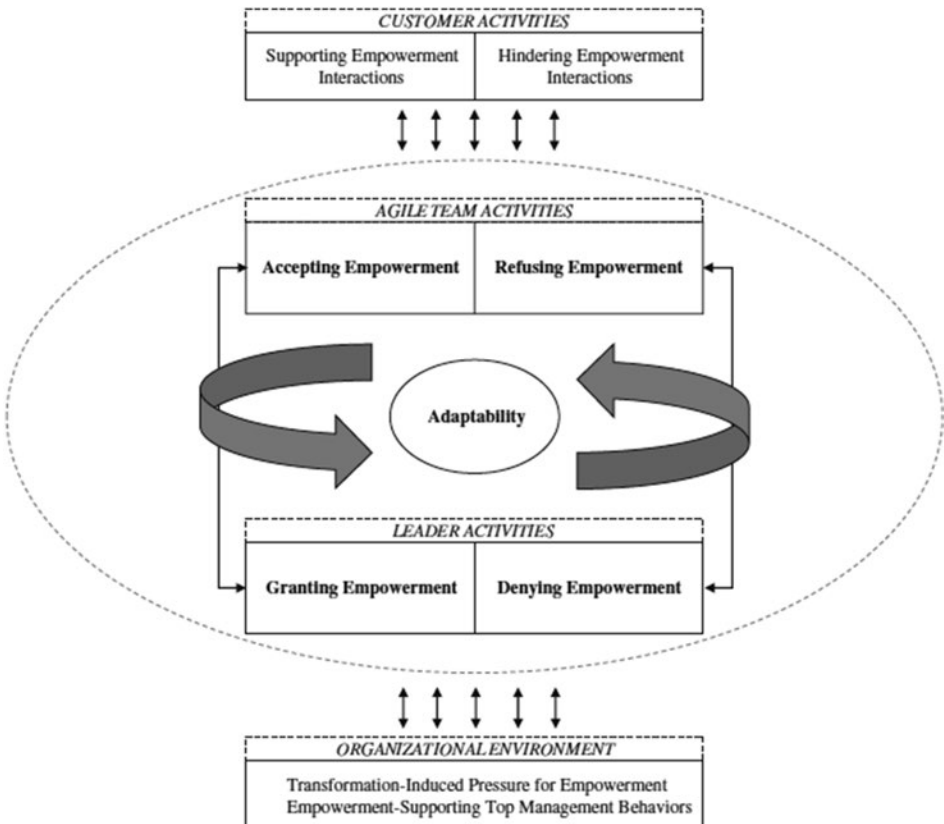 CUSTOMER ACTIVITIES
Supporting Empowerment
Interactions
Hindering Empowerment
Interactions
AGILE TEAM ACTIVITIES
Accepting Empowerment
Refusing Empowerment
Adaptability
LEADER ACTIVITIES
Granting Empowerment
Denying Empowerment
ORGANIZATIONAL ENVIRONMENT
Transformation-Induced Pressure for Empowerment
Empowerment-Supporting Top Management Behaviors